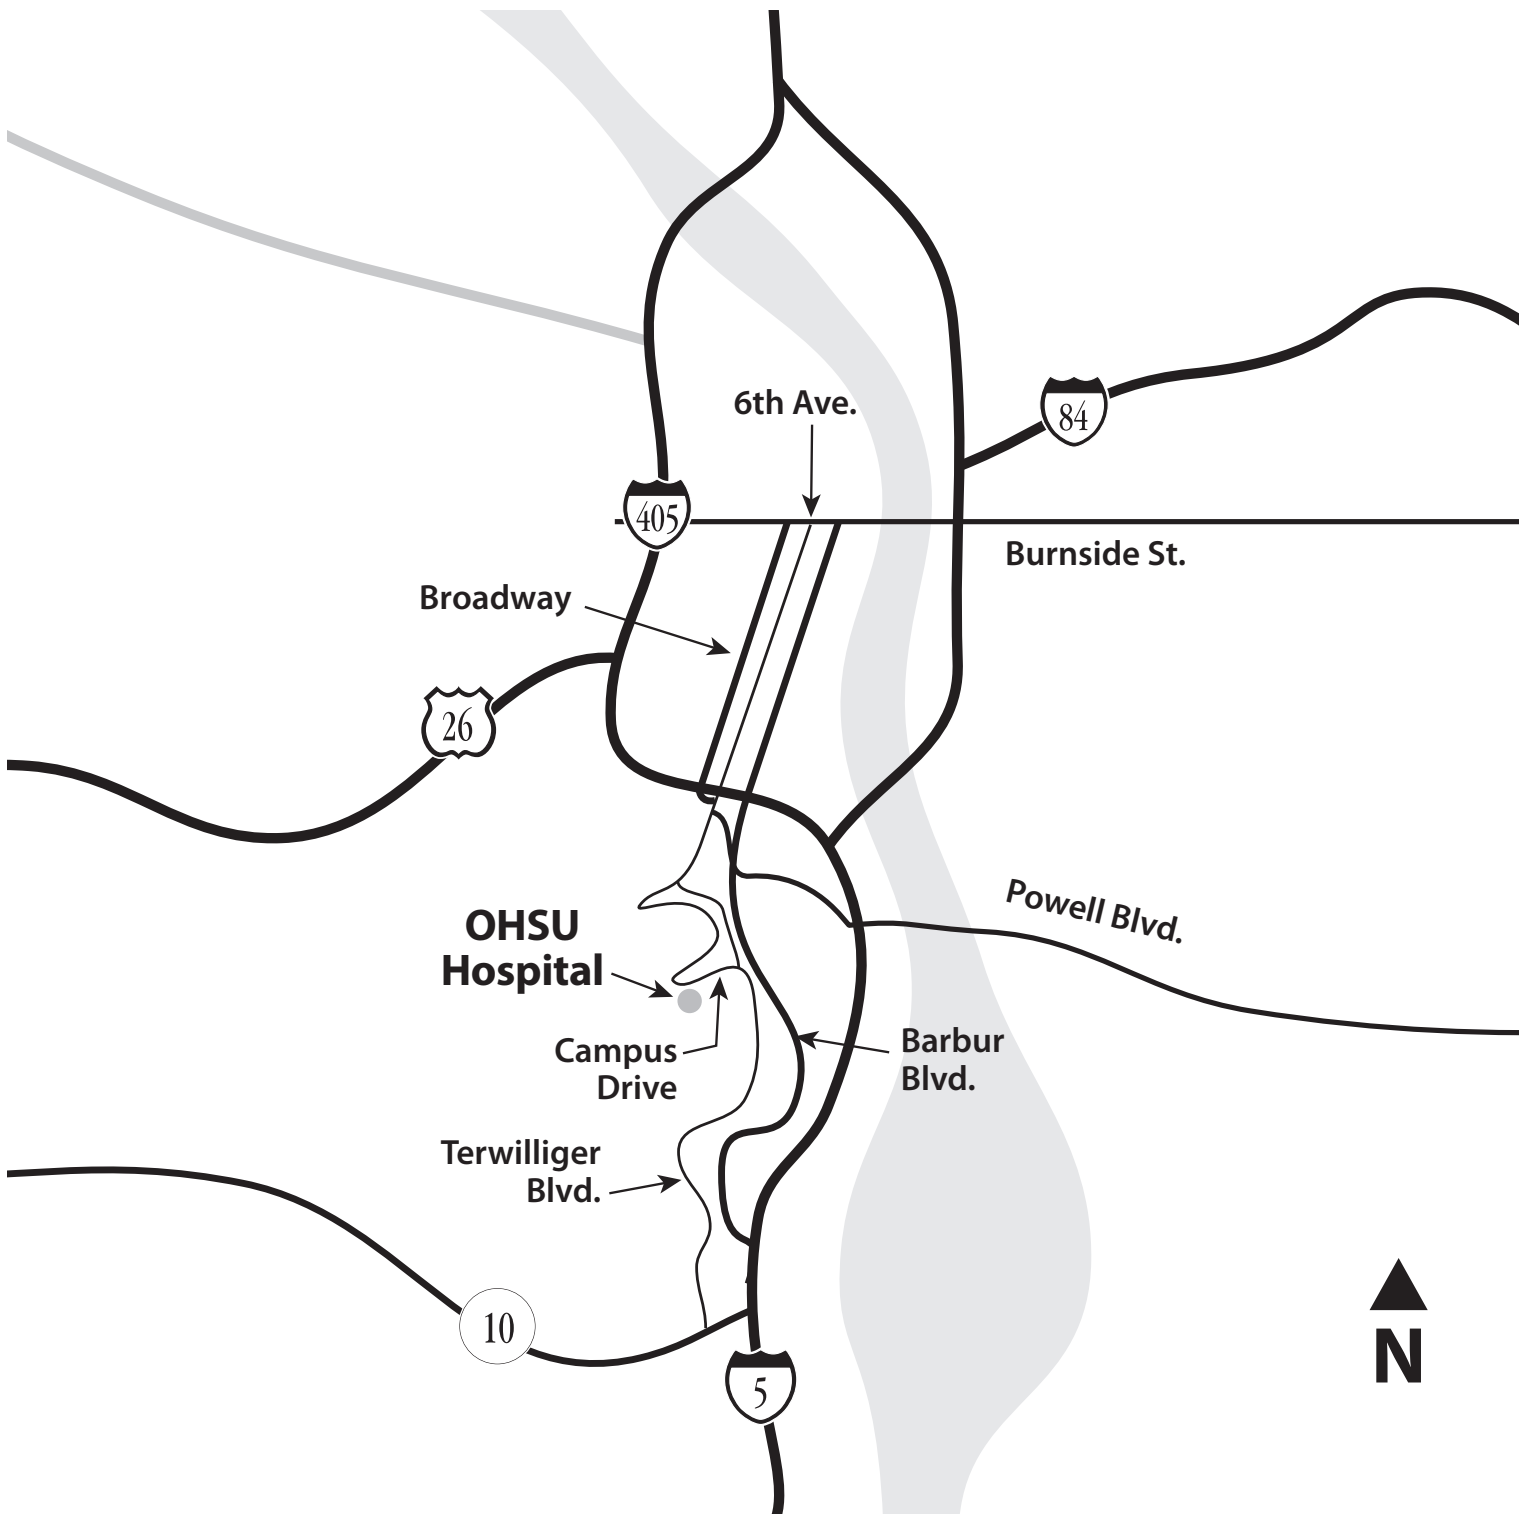 6th Ave.
84
405
Burnside St.
Broadway
26
Powell Blvd.
OHSU
Hospital
Campus
Drive
Barbur
Blvd.
Terwilliger
Blvd.
10
N
5